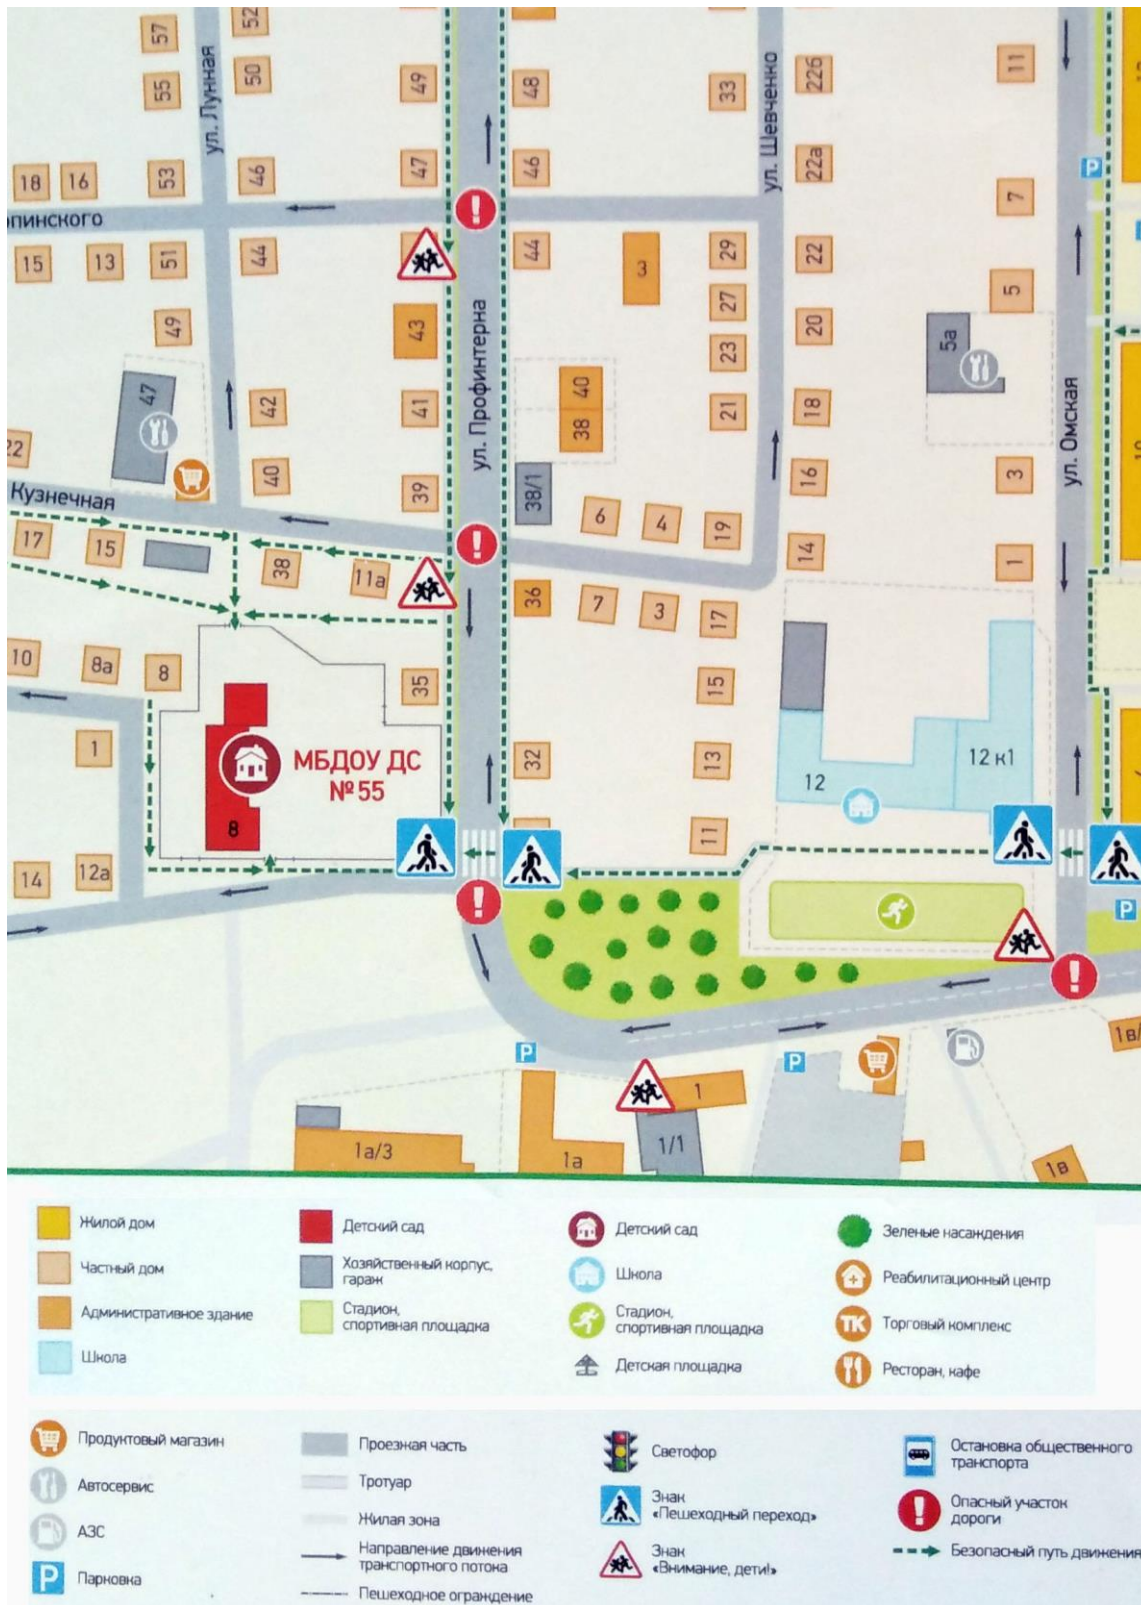 57
52
55
50
ул. Лунная
49
48
33
ул. Шевченко
22б
11
18
16
53
46
47
46
22а
7
P
опинского
15
13
51
44
44
3
29
22
5
49
43
ул. Профинтерна
27
20
5а
23
47
42
41
40
38
21
18
ул. Омская
22
Кузнечная
40
39
38/1
16
3
17
15
38
11а
6
4
19
14
1
36
7
3
17
10
8а
8
35
15
1
МБДОУ ДС
№ 55
32
13
12
12 к1
8
11
14
12а
P
P
P
1в/
1
1а/3
1а
1/1
1в
Жилой дом
Частный дом
Административное здание
Школа
Детский сад
Хозяйственный корпус,
гараж
Стадион,
спортивная площадка
Детский сад
Школа
Стадион,
спортивная площадка
Детская площадка
Зеленые насаждения
Реабилитационный центр
ТК Торговый комплекс
Ресторан, кафе
Продуктовый магазин
Автосервис
АЗС
P Парковка
Проезжая часть
Тротуар
Жилая зона
Направление движения
транспортного потока
Пешеходное ограждение
Светофор
Знак
«Пешеходный переход»
Знак
«Внимание, дети!»
Остановка общественного
транспорта
Опасный участок
дороги
Безопасный путь движения